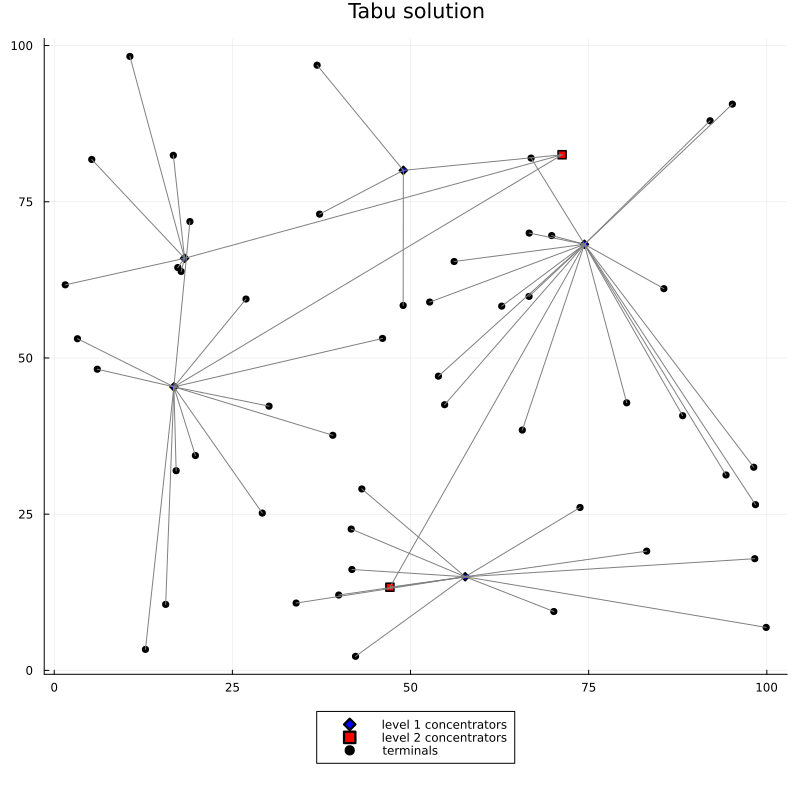 Tabu solution
100
75
50
25
0
0 25 50 75 100
level 1 concentrators
level 2 concentrators
terminals